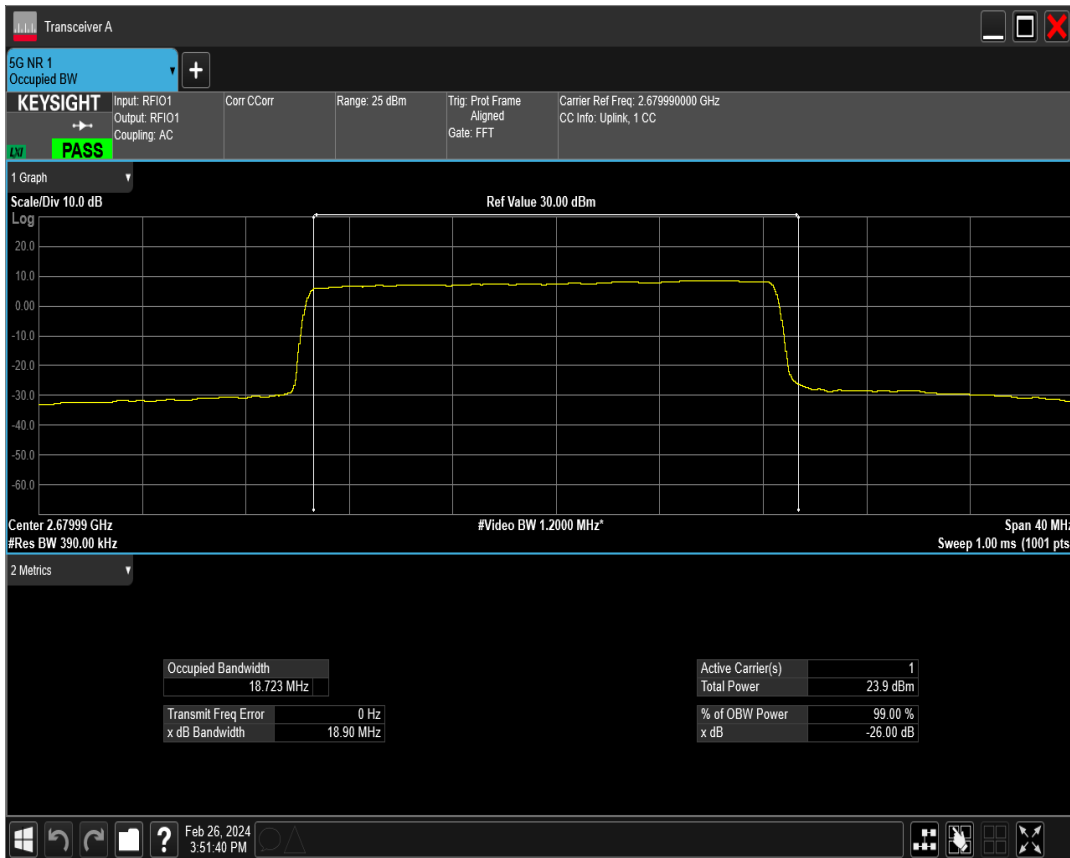 Transceiver A
5G NR 1
Occupied BW
+
KEYSIGHT
LXI
PASS
Input: RFIO1
Output: RFIO1
Coupling: AC
Corr CCorr
Range: 25 dBm
Trig: Prot Frame
Aligned
Gate: FFT
Carrier Ref Freq: 2.679990000 GHz
CC Info: Uplink, 1 CC
1 Graph
Scale/Div 10.0 dB
Ref Value 30.00 dBm
Log
20.0
10.0
0.00
-10.0
-20.0
-30.0
-40.0
-50.0
-60.0
Center 2.67999 GHz
#Video BW 1.2000 MHz*
Span 40 MHz
#Res BW 390.00 kHz
Sweep 1.00 ms (1001 pts
2 Metrics
Occupied Bandwidth
18.723 MHz
Transmit Freq Error 0 Hz
x dB Bandwidth 18.90 MHz
Active Carrier(s) 1
Total Power 23.9 dBm
% of OBW Power 99.00 %
x dB -26.00 dB
?
Feb 26, 2024
3:51:40 PM